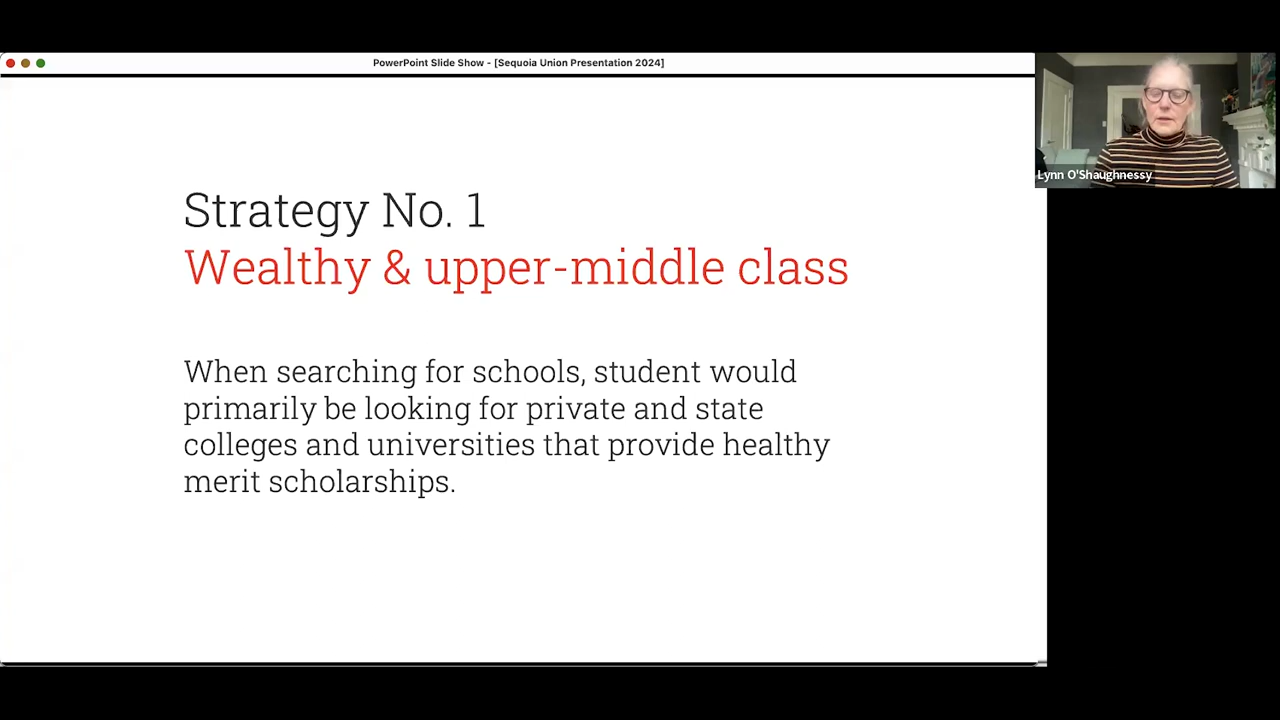 PowerPoint Slide Show - [Sequoia Union Presentation 2024]
Lynn O'Shaughnessy
Strategy No. 1
Wealthy & upper-middle class
When searching for schools, student would
primarily be looking for private and state
colleges and universities that provide healthy
merit scholarships.